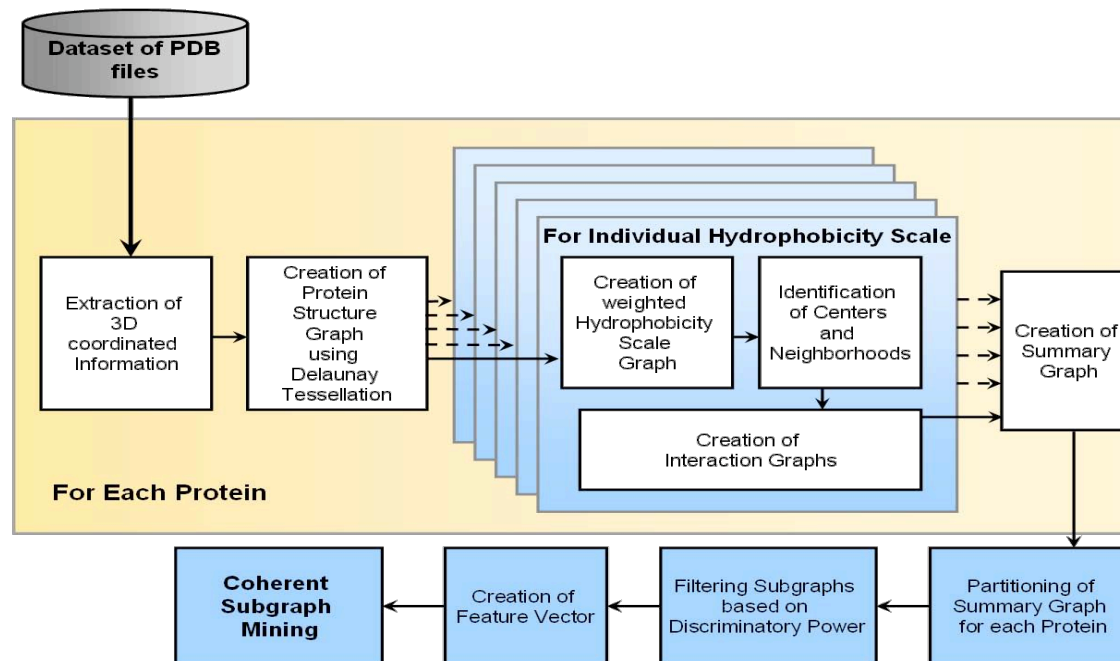 Dataset of PDB
files
For Individual Hydrophobicity Scale
Extraction of
3D
coordinated
Information
Creation of
Protein
Structure
Graph
using
Delaunay
Tessellation
Creation of
weighted
Hydrophobicity
Scale
Graph
Identification
of Centers
and
Neighborhoods
Creation of
Summary
Graph
Creation of
Interaction Graphs
For Each Protein
Coherent
Subgraph
Mining
Creation of
Feature Vector
Filtering Subgraphs
based on
Discriminatory Power
Partitioning of
Summary Graph
for each Protein